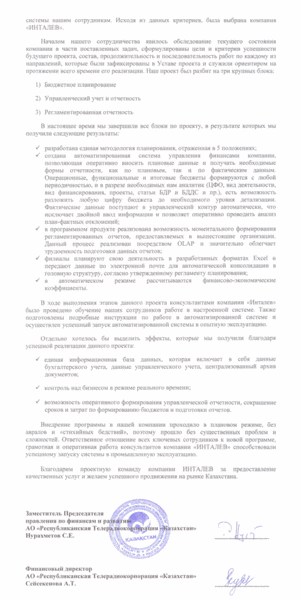 системы нашим сотрудникам. Исходя из данных критериев, была выбрана компания
«ИНТАЛЕВ».
Началом нашего сотрудничества явилось обследование текущего состояния
компании в части поставленных задач, сформулированы цели и критерии успешности
будущего проекта, состав, продолжительность и последовательность работ по каждому из
направлений, которые были зафиксированы в Уставе проекта и служили ориентиром на
протяжении всего времени его реализации. Наш проект был разбит на три крупных блока:
1) Бюджетное планирование
2) Управленческий учет и отчетность
3) Регламентированная отчетность
В настоящее время мы завершили все блоки по проекту, в результате которых мы
получили следующие результаты:
✓ разработана единая методология планирования, отраженная в 5 положениях;
✓ создана автоматизированная система управления финансами компании,
позволяющая оперативно вносить плановые данные и получать необходимые
формы отчетности, как по плановым, так и по фактическим данным.
Операционные, функциональные и итоговые бюджеты формируются с любой
периодичностью, и в разрезе необходимых нам аналитик (ЦФО, вид деятельности,
вид финансирования, проекты, статьи БДР и БДДС и пр.), есть возможность
разложить любую цифру бюджета до необходимого уровня детализации.
Фактические данные поступают в управленческий контур автоматически, что
исключает двойной ввод информации и позволяет оперативно проводить анализ
план-фактных отклонений;
✓ в программном продукте реализована возможность моментального формирования
регламентированных отчетов, предоставляемых в вышестоящие организации.
Данный процесс реализован посредством OLAP и значительно облегчает
трудоемкость подготовки данных отчетов;
✓ филиалы планируют свою деятельность в разработанных форматах Excel и
передают данные по электронной почте для автоматической консолидации в
головную структуру, согласно утвержденному регламенту планирования;
✓ в автоматическом режиме рассчитываются финансово-экономические
коэффициенты.
В ходе выполнения этапов данного проекта консультантами компании «Инталев»
было проведено обучение наших сотрудников работе в настроенной системе. Также
подготовлены подробные инструкции по работе в автоматизированной системе и
осуществлен успешный запуск автоматизированной системы в опытную эксплуатацию.
Отдельно хотелось бы выделить эффекты, которые мы получили благодаря
успешной реализации данного проекта:
✓ единая информационная база данных, которая включает в себя данные
бухгалтерского учета, данные управленческого учета, централизованный архив
документов;
✓ контроль над бизнесом в режиме реального времени;
✓ возможность оперативного формирования управленческой отчетности, сокращение
сроков и затрат по формированию бюджетов и подготовки отчетов.
Внедрение программы в нашей компании проходило в плановом режиме, без
авралов и «стихийных бедствий», поэтому прошло без существенных проблем и
сложностей. Ответственное отношение всех ключевых сотрудников к новой программе,
грамотная и оперативная работа консультантов компании «ИНТАЛЕВ» способствовали
успешному запуску системы в промышленную эксплуатацию.
Благодарим проектную команду компании ИНТАЛЕВ за предоставление
качественных услуг и желаем успешного продвижения на рынке Казахстана.
Заместитель Председателя
правления по финансам и развитию
АО «Республиканская Телерадиокорпорация «Казахстан»
Нурахметов С.Е.
КАЗАХСТАН
Финансовый директор
АО «Республиканская Телерадиокорпорация «Казахстан»
Сейсекенова А.Т.